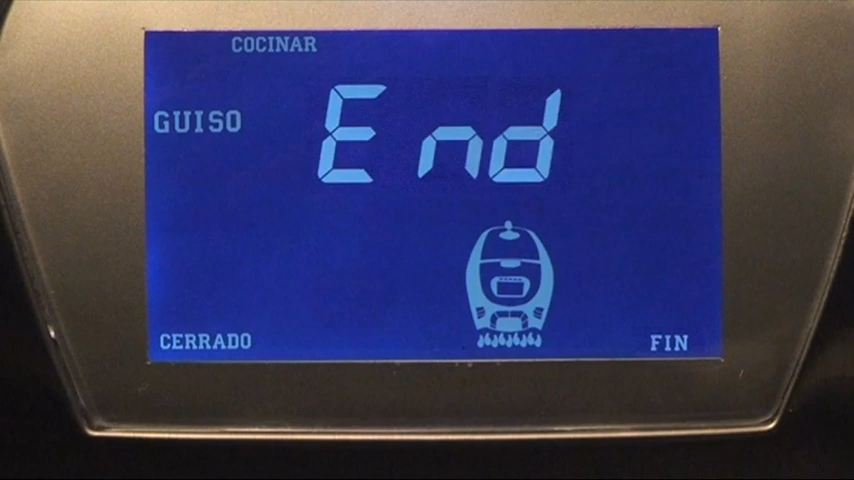 COCINAR
GUISO
End
CERRADO
FIN